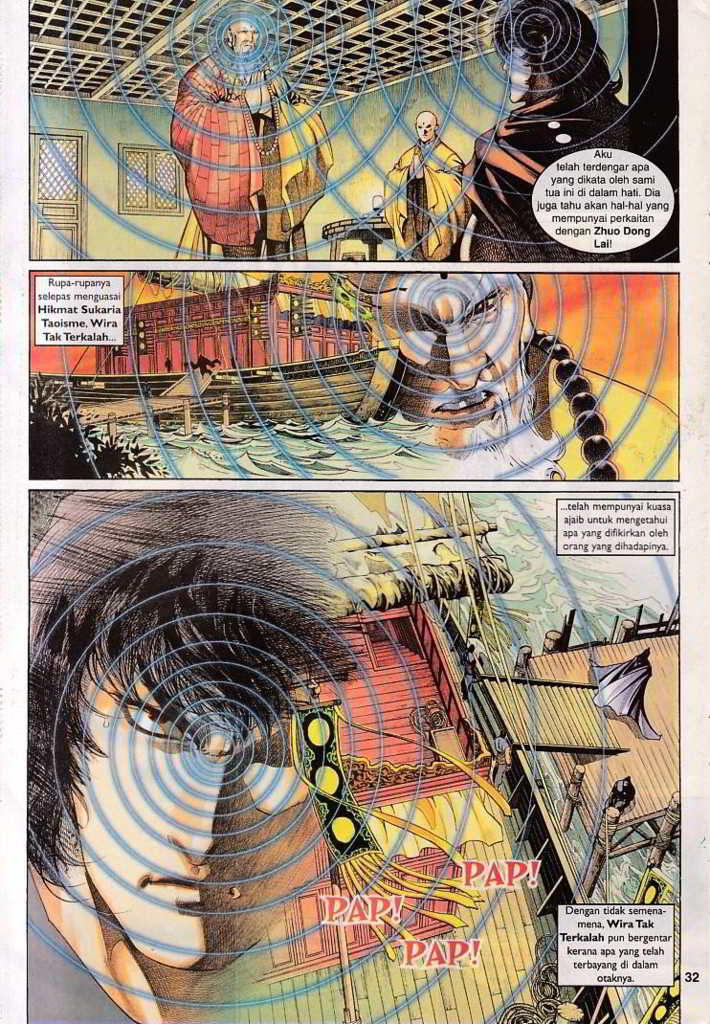 Aku
telah terdengar apa
yang dikata oleh sami
tua ini di dalam hati. Dia
juga tahu akan hal-hal yang
mempunyai perkaitan
dengan Zhuo Dong
Lai!
Rupa-rupanya
selepas menguasai
Hikmat Sukaria
Taoisme, Wira
Tak Terkalah...
...telah mempunyai kuasa
ajaib untuk mengetahui
apa yang difikirkan oleh
orang yang dihadapinya.
PAP!
PAP!
PAP!
Dengan tidak semena-
mena, Wira Tak
Terkalah pun bergentar
kerana apa yang telah
terbayang di dalam
otaknya.
32